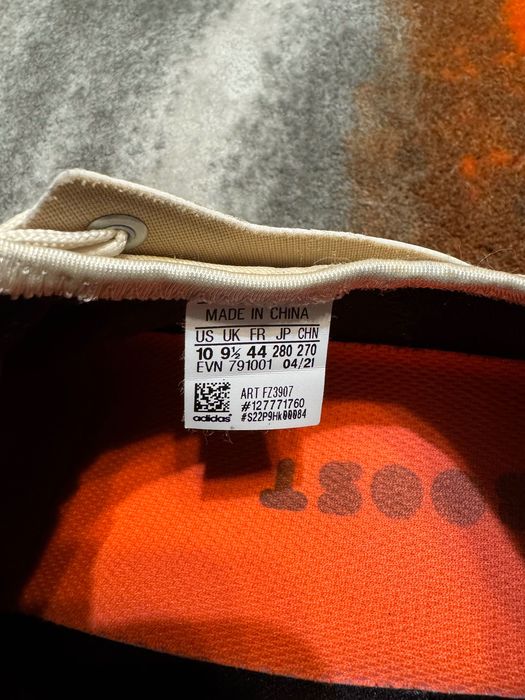 MADE IN CHINA
US UK FR JP CHN
10 9½ 44 280 270
EVN 791001 04/21
ART FZ3907
#127771760
adidas #S22P9Hk00084
OOST